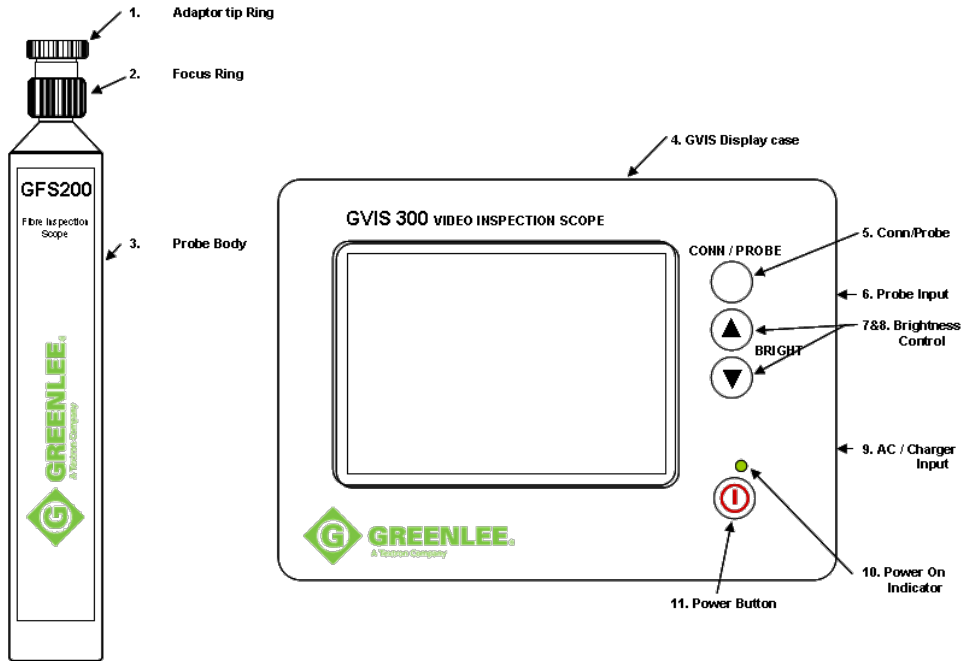 1. Adaptor tip Ring
2. Focus Ring
GFS200
Fibre Inspection
Scope
3. Probe Body
GREENLEE
A Textron Company
G
4. GVIS Display case
GVIS 300 VIDEO INSPECTION SCOPE
CONN / PROBE
5. Conn/Probe
6. Probe Input
7&8. Brightness
Control
BRIGHT
9. AC / Charger
Input
G GREENLEE.
A Textron Company
10. Power On
Indicator
11. Power Button